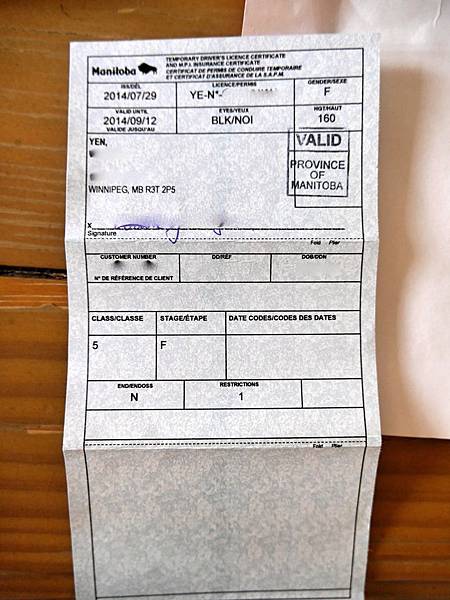 TEMPORARY DRIVER'S LICENCE CERTIFICATE
AND M.P.I. INSURANCE CERTIFICATE
CERTIFICAT DE PERMIS DE CONDUIRE TEMPORAIRE
ET CERTIFICAT D'ASSURANCE DE LA S.A.P.M.
Manitoba
ISS/DÉL LICENCE/PERMIS GENDER/SEXE
2014/07/29 YE-N*- F
VALID UNTIL EYES/YEUX HGT/HAUT
2014/09/12 BLK/NOI 160
VALIDE JUSQU'AU
YEN,
VALID
PROVINCE
OF
MANITOBA
WINNIPEG, MB R3T 2P5
X
Signature
Fold Plier
CUSTOMER NUMBER DD/RÉF DOB/DDN
N° DE RÉFÉRENCE DE CLIENT
CLASS/CLASSE STAGE/ÉTAPE DATE CODES/CODES DES DATES
5 F
END/ENDOSS RESTRICTIONS
N 1
Fold Plier